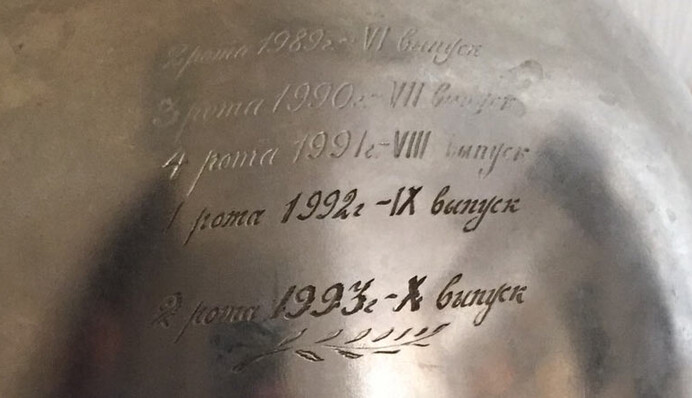 2 рота 1989г-VI выпуск
3 рота 1990г-VII выпуск
4 рота 1991г-VIII выпуск
1 рота 1992г-IX выпуск
2 рота 1993г-X выпуск